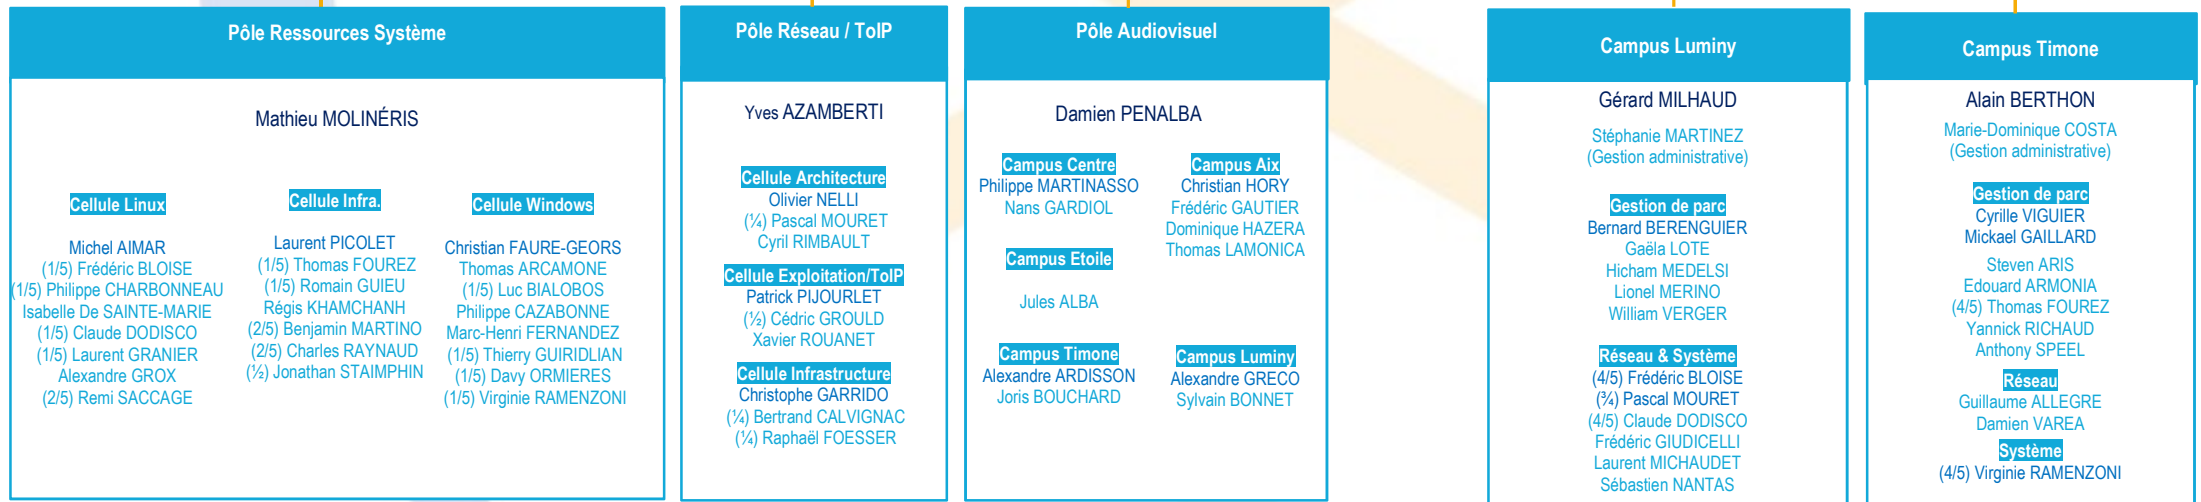 Pôle Ressources Système
Mathieu MOLINÉRIS
Cellule Linux
Michel AIMAR
(1/5) Frédéric BLOISE
(1/5) Philippe CHARBONNEAU
Isabelle De SAINTE-MARIE
(1/5) Claude DODISCO
(1/5) Laurent GRANIER
Alexandre GROX
(2/5) Remi SACCAGE
Cellule Infra.
Laurent PICOLET
(1/5) Thomas FOUREZ
(1/5) Romain GUIEU
Régis KHAMCHANH
(2/5) Benjamin MARTINO
(2/5) Charles RAYNAUD
(½) Jonathan STAIMPHIN
Cellule Windows
Christian FAURE-GEORS
Thomas ARCAMONE
(1/5) Luc BIALOBOS
Philippe CAZABONNE
Marc-Henri FERNANDEZ
(1/5) Thierry GUIRIDLIAN
(1/5) Davy ORMIERES
(1/5) Virginie RAMENZONI
Pôle Réseau / ToIP
Yves AZAMBERTI
Cellule Architecture
Olivier NELLI
(¼) Pascal MOURET
Cyril RIMBAULT
Cellule Exploitation/ToIP
Patrick PIJOURLET
(½) Cédric GROULD
Xavier ROUANET
Cellule Infrastructure
Christophe GARRIDO
(¼) Bertrand CALVIGNAC
(¼) Raphaël FOESSER
Pôle Audiovisuel
Damien PENALBA
Campus Centre
Philippe MARTINASSO
Nans GARDIOL
Campus Etoile
Jules ALBA
Campus Timone
Alexandre ARDISSON
Joris BOUCHARD
Campus Aix
Christian HORY
Frédéric GAUTIER
Dominique HAZERA
Thomas LAMONICA
Campus Luminy
Alexandre GRECO
Sylvain BONNET
Campus Luminy
Gérard MILHAUD
Stéphanie MARTINEZ
(Gestion administrative)
Gestion de parc
Bernard BERENGUIER
Gaëla LOTE
Hicham MEDELSI
Lionel MERINO
William VERGER
Réseau & Système
(4/5) Frédéric BLOISE
(¾) Pascal MOURET
(4/5) Claude DODISCO
Frédéric GIUDICELLI
Laurent MICHAUDET
Sébastien NANTAS
Campus Timone
Alain BERTHON
Marie-Dominique COSTA
(Gestion administrative)
Gestion de parc
Cyrille VIGUIER
Mickael GAILLARD
Steven ARIS
Edouard ARMONIA
(4/5) Thomas FOUREZ
Yannick RICHAUD
Anthony SPEEL
Réseau
Guillaume ALLEGRE
Damien VAREA
Système
(4/5) Virginie RAMENZONI